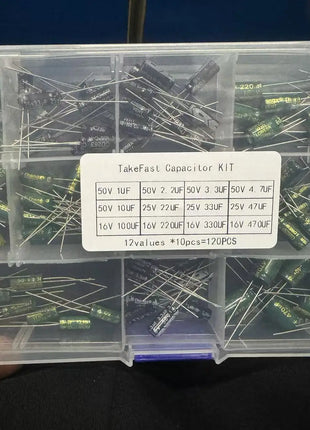 TakeFast Capacitor KIT
50V 1UF 50V 2.2UF 50V 3.3UF 50V 4.7UF
50V 10UF 25V 22UF 25V 33UF 25V 47UF
16V 100UF 16V 220UF 16V 330UF 16V 470UF
12values *10pcs=120PCS